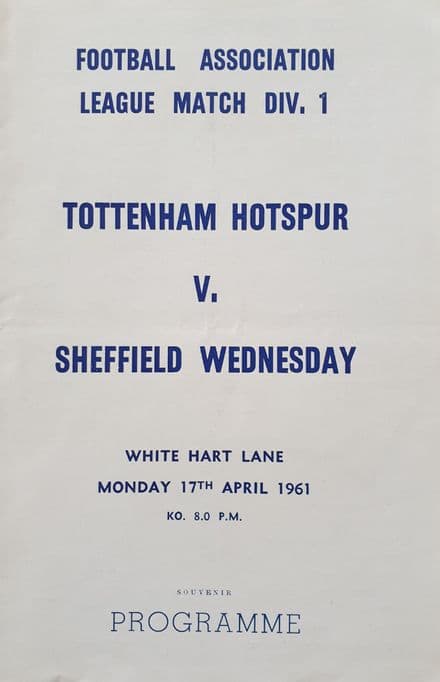 FOOTBALL ASSOCIATION
LEAGUE MATCH DIV. 1
TOTTENHAM HOTSPUR
V.
SHEFFIELD WEDNESDAY
WHITE HART LANE
MONDAY 17TH APRIL 1961
KO. 8.0 P.M.
SOUVENIR
PROGRAMME